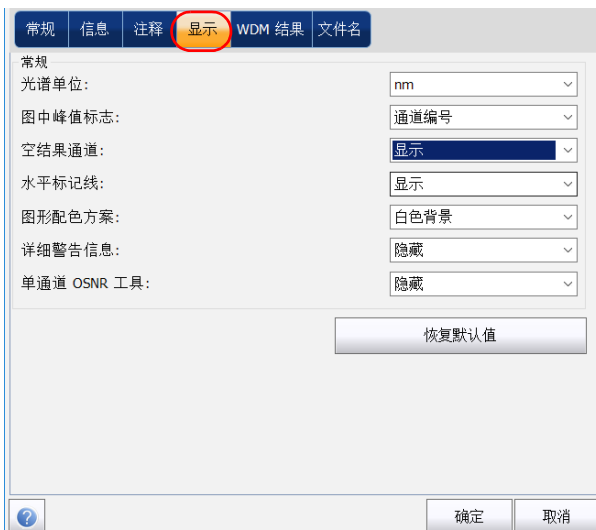 常规 信息 注释 显示 WDM 结果 文件名
常规
光谱单位: nm
图中峰值标志: 通道编号
空结果通道: 显示
水平标记线: 显示
图形配色方案: 白色背景
详细警告信息: 隐藏
单通道 OSNR 工具: 隐藏
恢复默认值
? 确定 取消